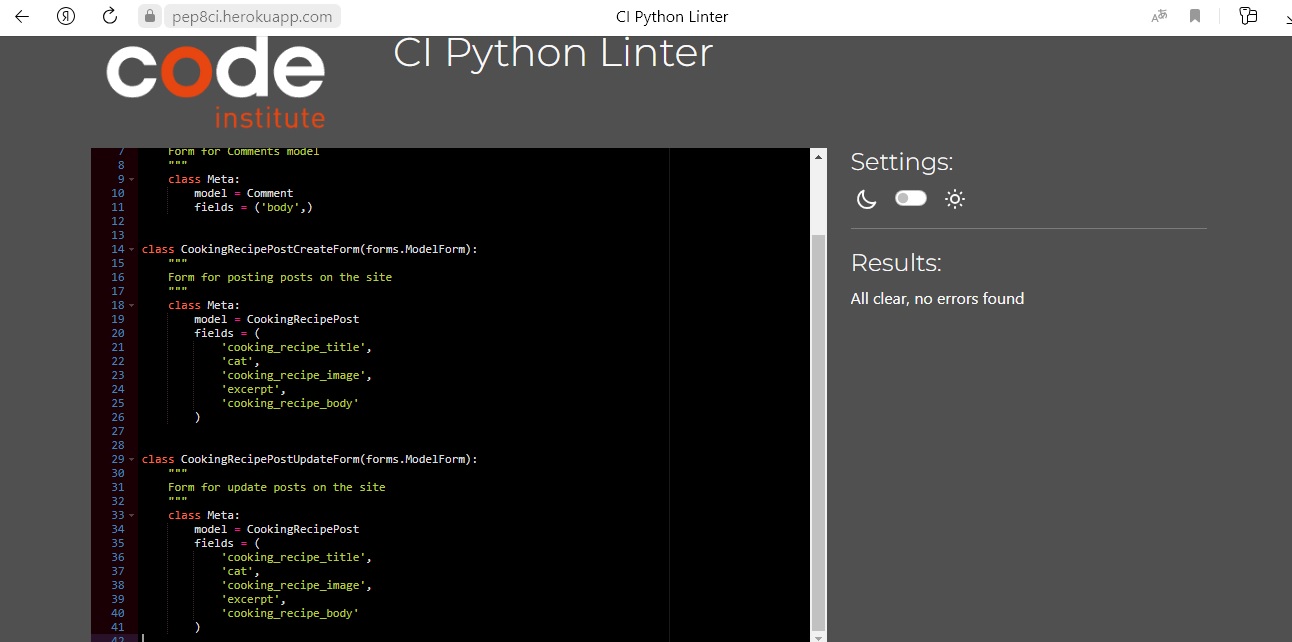 pep8ci.herokuapp.com
CI Python Linter
code
institute
CI Python Linter
7 Form for Comments model
8 """
9 class Meta:
10 model = Comment
11 fields = ('body',)
12
13
14 class CookingRecipePostCreateForm(forms.ModelForm):
15 """
16 Form for posting posts on the site
17 """
18 class Meta:
19 model = CookingRecipePost
20 fields = (
21 'cooking_recipe_title',
22 'cat',
23 'cooking_recipe_image',
24 'excerpt',
25 'cooking_recipe_body'
26 )
27
28
29 class CookingRecipePostUpdateForm(forms.ModelForm):
30 """
31 Form for update posts on the site
32 """
33 class Meta:
34 model = CookingRecipePost
35 fields = (
36 'cooking_recipe_title',
37 'cat',
38 'cooking_recipe_image',
39 'excerpt',
40 'cooking_recipe_body'
41 )
42
Settings:
Results:
All clear, no errors found